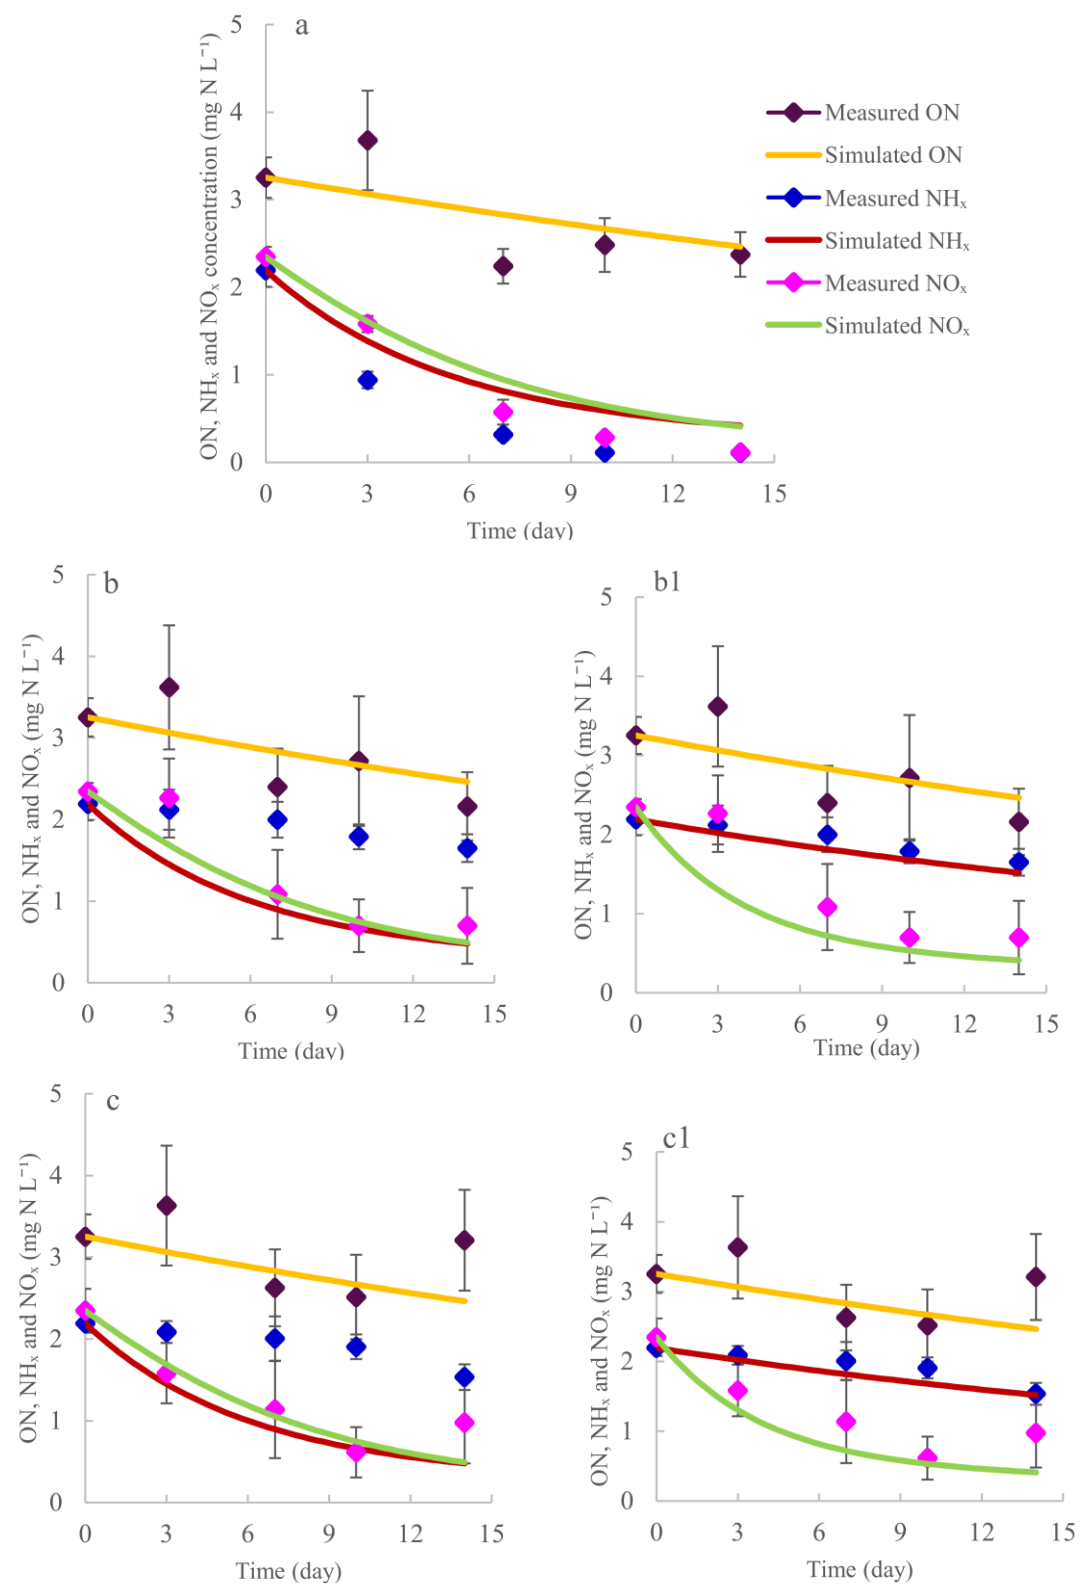 a
ON, NHₓ and NOₓ concentration (mg N L⁻¹)
5
4
3
2
1
0
0 3 6 9 12 15
Time (day)
Measured ON
Simulated ON
Measured NHₓ
Simulated NHₓ
Measured NOₓ
Simulated NOₓ
b
ON, NHₓ and NOₓ (mg N L⁻¹)
5
4
3
2
1
0
0 3 6 9 12 15
Time (day)
b1
ON, NHₓ and NOₓ (mg N L⁻¹)
5
4
3
2
1
0
0 3 6 9 12 15
Time (day)
c
ON, NHₓ and NOₓ (mg N L⁻¹)
5
4
3
2
1
0
0 3 6 9 12 15
Time (day)
c1
ON, NHₓ and NOₓ (mg N L⁻¹)
5
4
3
2
1
0
0 3 6 9 12 15
Time (day)